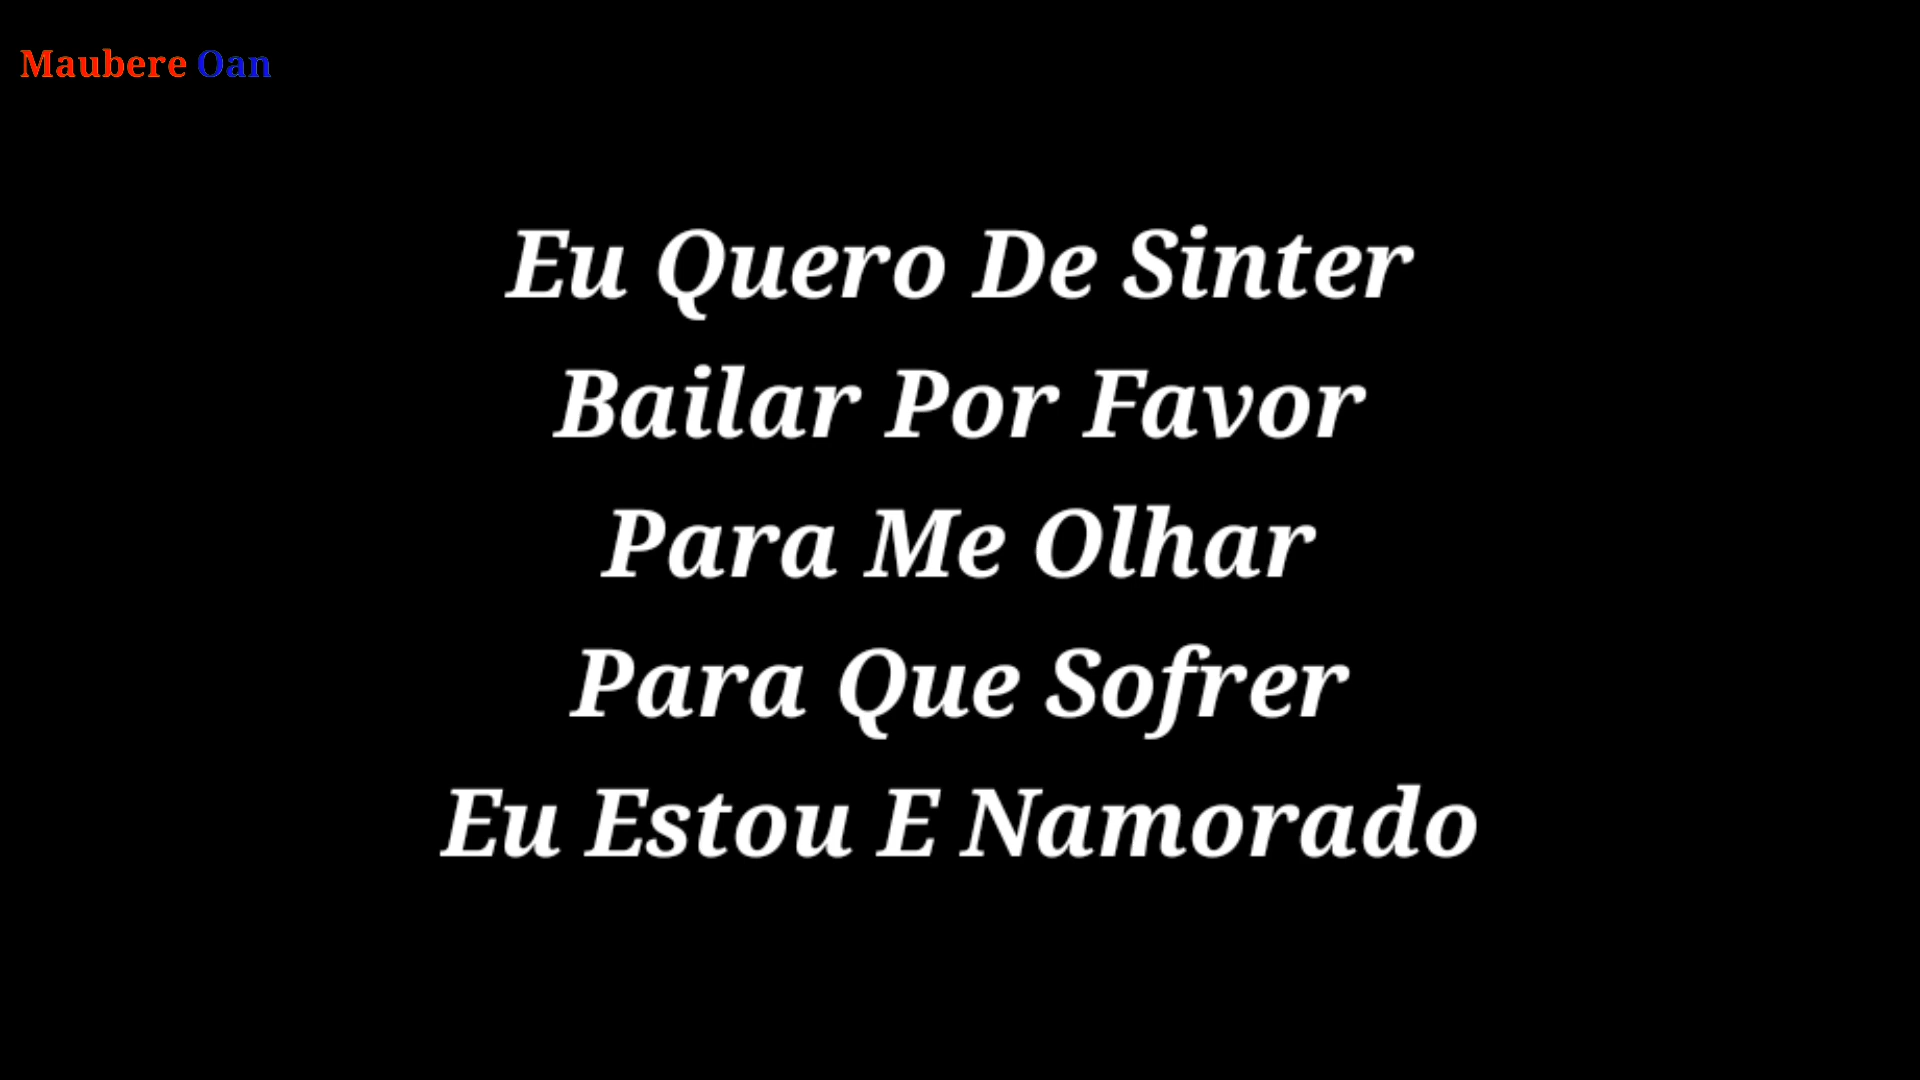 Maubere Oan
Eu Quero De Sinter
Bailar Por Favor
Para Me Olhar
Para Que Sofrer
Eu Estou E Namorado